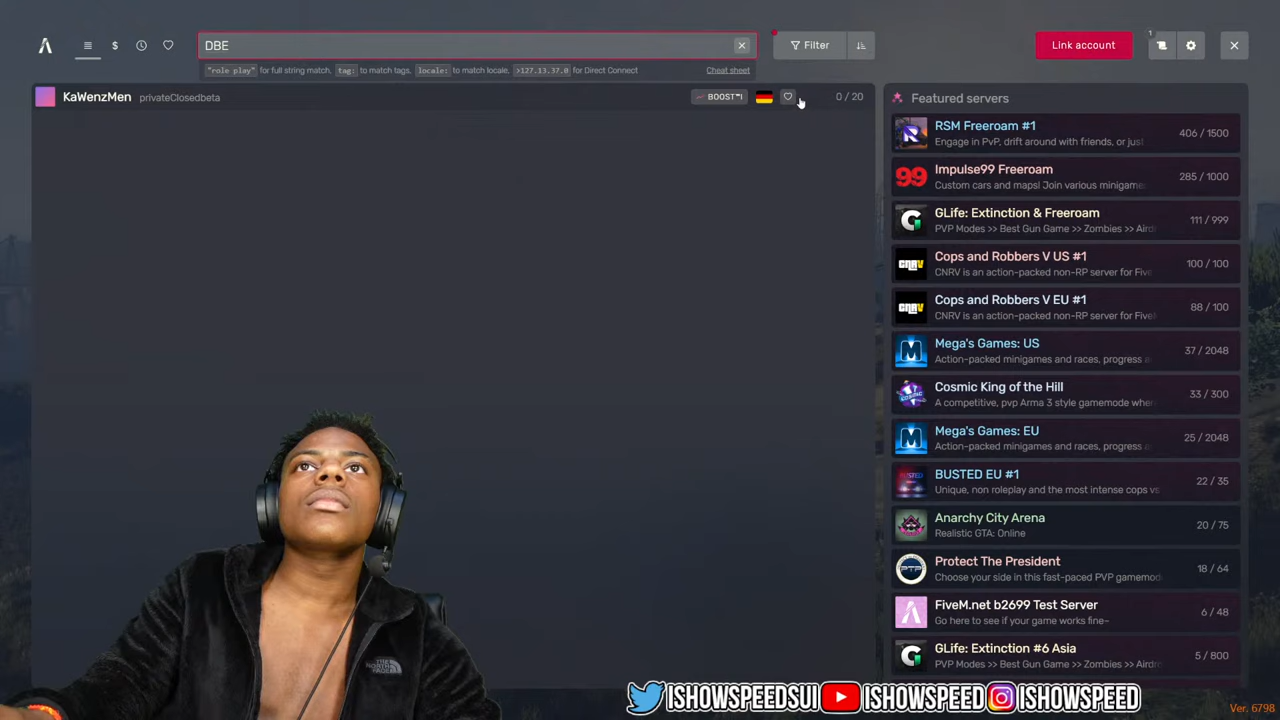 $
DBE
Filter
Link account
1
"role play" for full string match. tag: to match tags. locale: to match locale. >127.13.37.0 for Direct Connect
Cheat sheet
KaWenzMen privateClosedbeta
BOOST™!
0 / 20
Featured servers
RSM Freeroam #1
Engage in PvP, drift around with friends, or just
406 / 1500
99
Impulse99 Freeroam
Custom cars and maps! Join various minigame
285 / 1000
G
GLife: Extinction & Freeroam
PVP Modes >> Best Gun Game >> Zombies >> Aird
111 / 999
CNRV
Cops and Robbers V US #1
CNRV is an action-packed non-RP server for Five
100 / 100
CNRV
Cops and Robbers V EU #1
CNRV is an action-packed non-RP server for Five
88 / 100
M
Mega's Games: US
Action-packed minigames and races, progress a
37 / 2048
COSMIC
Cosmic King of the Hill
A competitive, pvp Arma 3 style gamemode wher
33 / 300
M
Mega's Games: EU
Action-packed minigames and races, progress a
25 / 2048
BUSTED
BUSTED EU #1
Unique, non roleplay and the most intense cops vs
22 / 35
Anarchy City Arena
Realistic GTA: Online
20 / 75
PTP
Protect The President
Choose your side in this fast-paced PVP gamemod
18 / 64
FiveM.net b2699 Test Server
Go here to see if your game works fine~
6 / 48
G
GLife: Extinction #6 Asia
PVP Modes >> Best Gun Game >> Zombies >> Aird
5 / 800
THE
NORTH
FACE
ISHOWSPEEDSUI
ISHOWSPEED
ISHOWSPEED
Ver. 6798